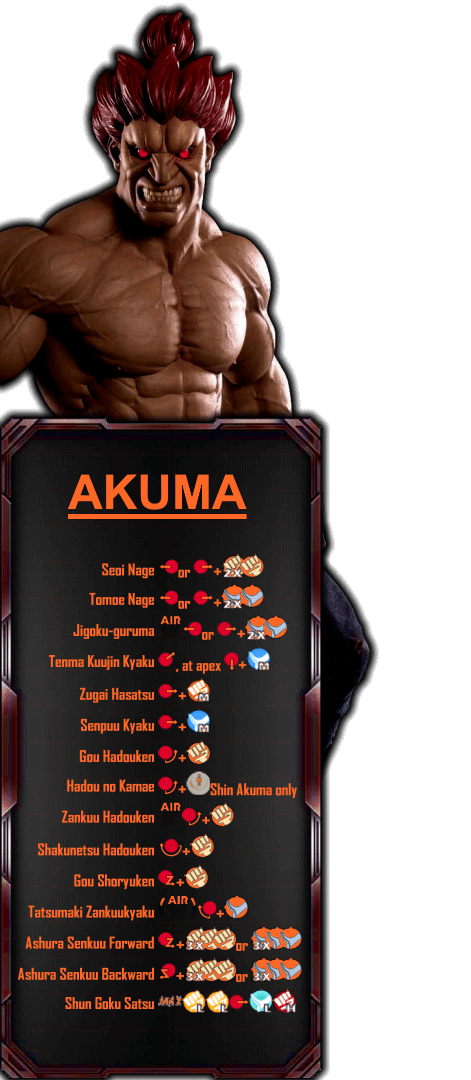 AKUMA
Seoi Nage or + 2X
Tomoe Nage or + 2X
Jigoku-guruma AIR or + 2X
Tenma Kuujin Kyaku , at apex + M
Zugai Hasatsu + M
Senpuu Kyaku + M
Gou Hadouken +
Hadou no Kamae + Shin Akuma only
Zankuu Hadouken AIR +
Shakunetsu Hadouken +
Gou Shoryuken +
Tatsumaki Zankuukyaku ( AIR ) +
Ashura Senkuu Forward + 3X or 3X
Ashura Senkuu Backward + 3X or 3X
Shun Goku Satsu MAX L L L H